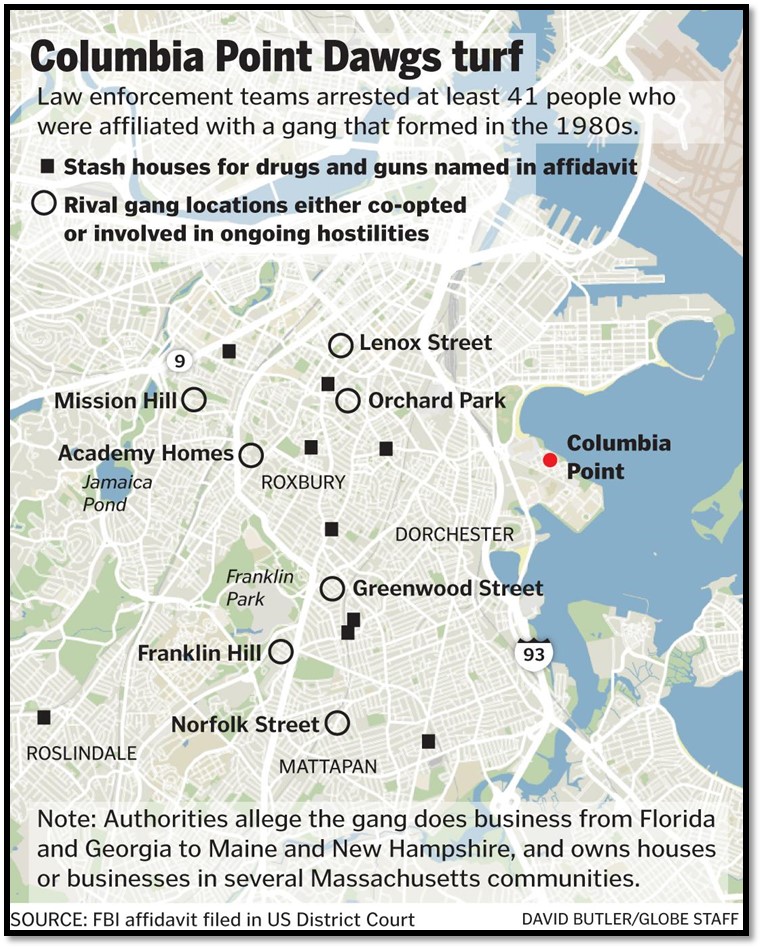 Columbia Point Dawgs turf
Law enforcement teams arrested at least 41 people who
were affiliated with a gang that formed in the 1980s.
Stash houses for drugs and guns named in affidavit
Rival gang locations either co-opted
or involved in ongoing hostilities
Lenox Street
9
Mission Hill
Orchard Park
Columbia
Point
Academy Homes
Jamaica
Pond
ROXBURY
DORCHESTER
Franklin
Park
Greenwood Street
Franklin Hill
93
Norfolk Street
ROSLINDALE
MATTAPAN
Note: Authorities allege the gang does business from Florida
and Georgia to Maine and New Hampshire, and owns houses
or businesses in several Massachusetts communities.
SOURCE: FBI affidavit filed in US District Court
DAVID BUTLER/GLOBE STAFF